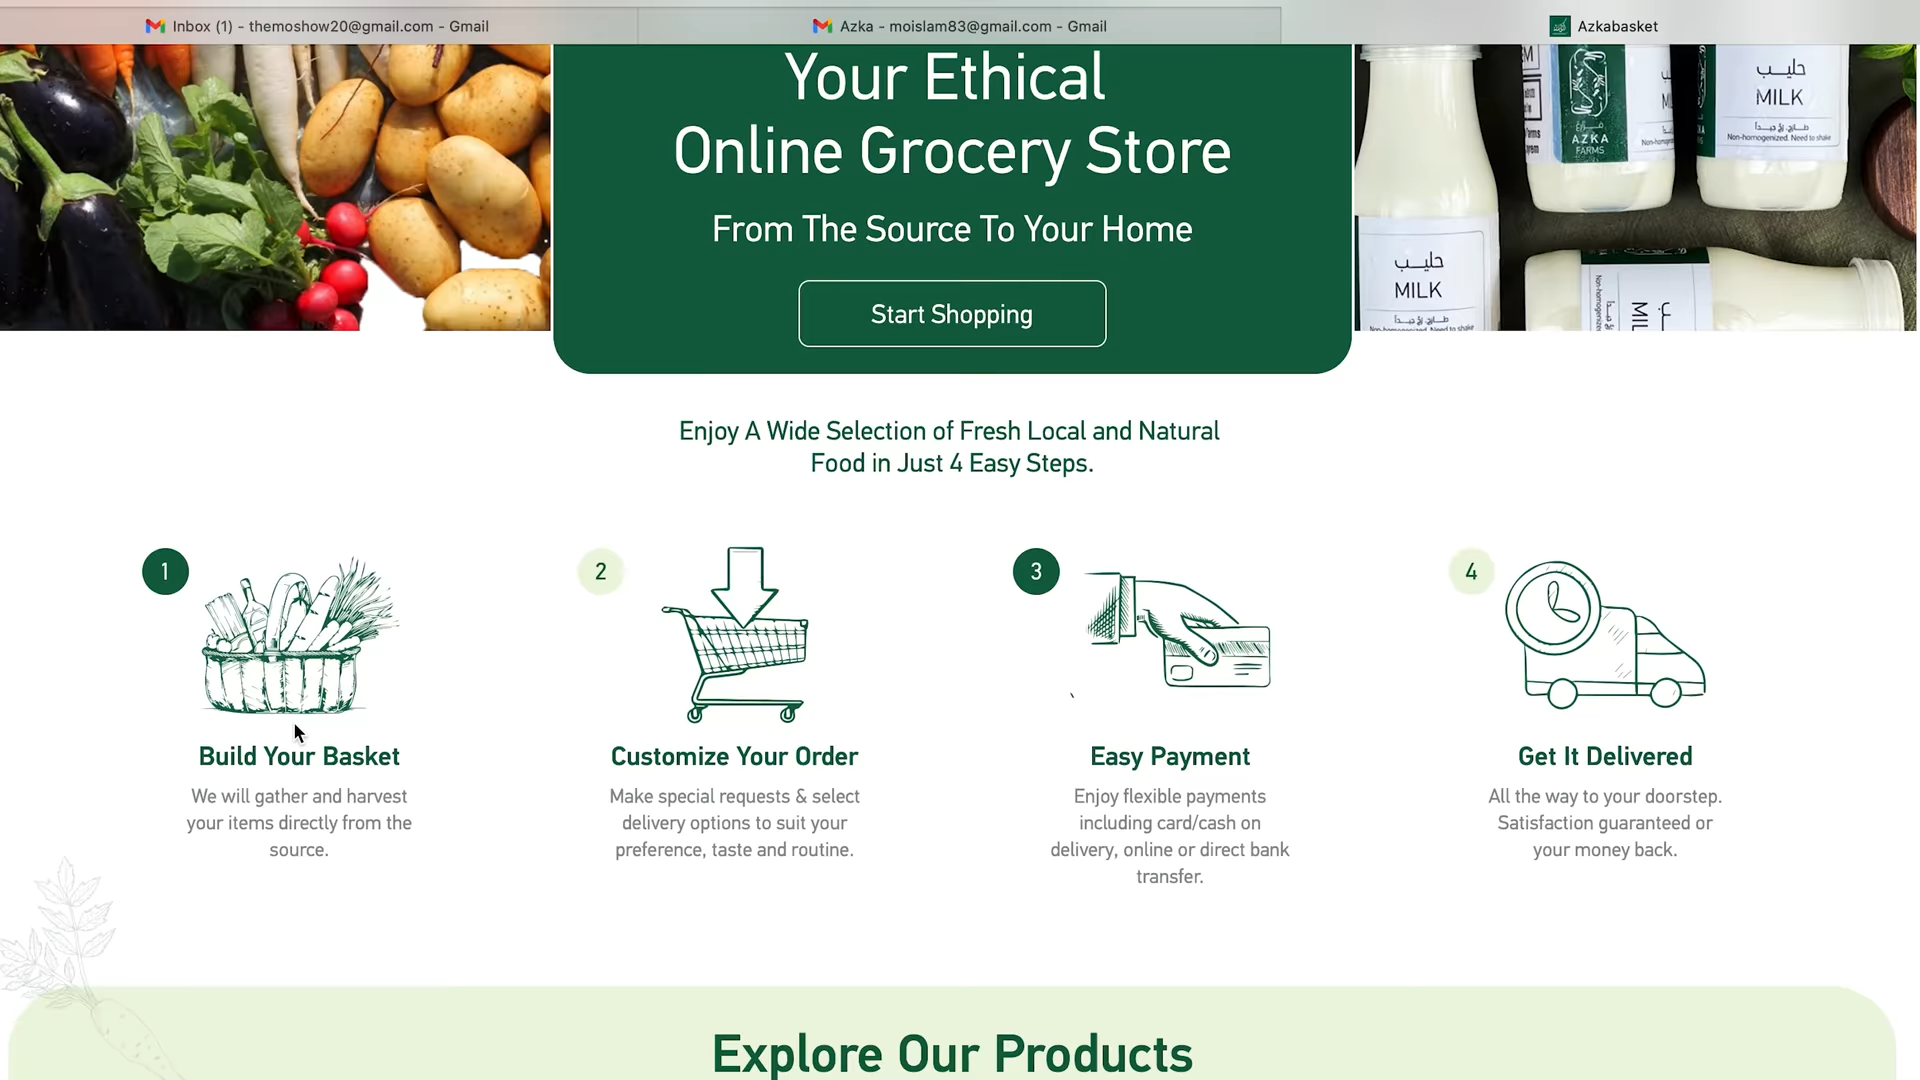 Inbox (1) - themoshow20@gmail.com - Gmail
Azka - moislam83@gmail.com - Gmail
Azkabasket
Your Ethical
Online Grocery Store
From The Source To Your Home
Start Shopping
حليب
MILK
AZKA
FARMS
Non-homogenized. Need to shake
حليب
MILK
Enjoy A Wide Selection of Fresh Local and Natural
Food in Just 4 Easy Steps.
1
2
3
4
Build Your Basket
We will gather and harvest
your items directly from the
source.
Customize Your Order
Make special requests & select
delivery options to suit your
preference, taste and routine.
Easy Payment
Enjoy flexible payments
including card/cash on
delivery, online or direct bank
transfer.
Get It Delivered
All the way to your doorstep.
Satisfaction guaranteed or
your money back.
Explore Our Products